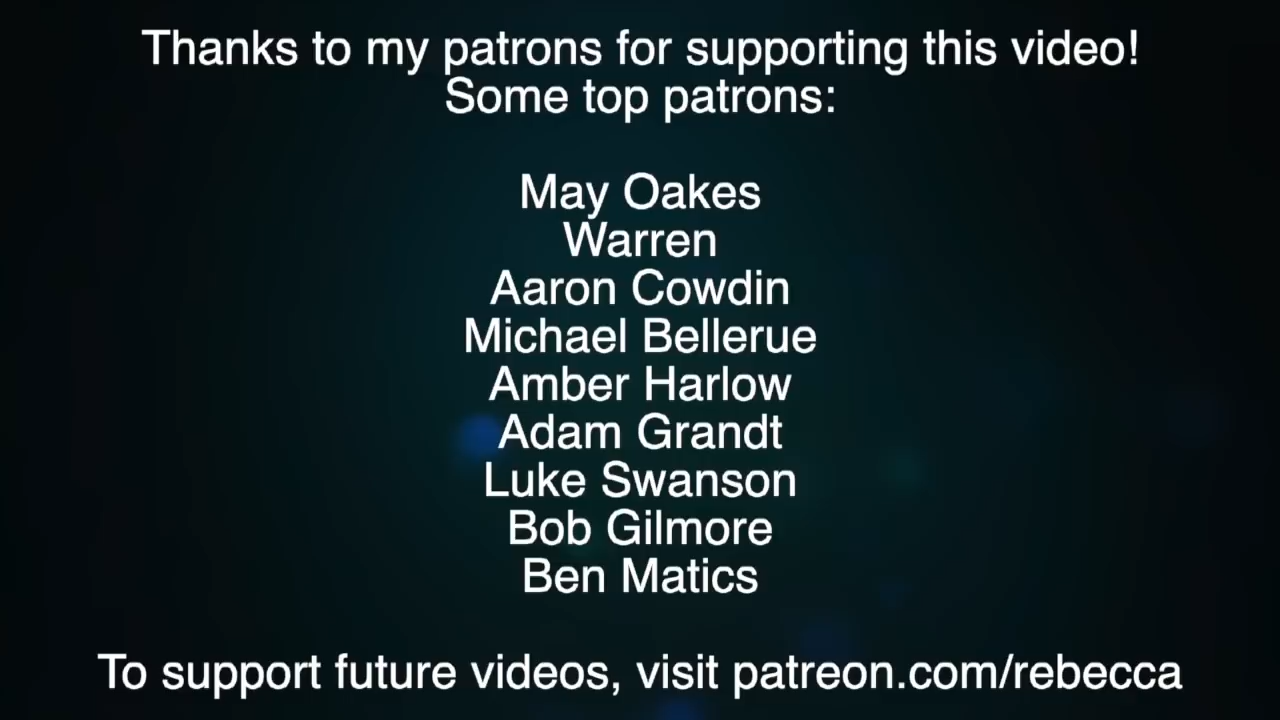 Thanks to my patrons for supporting this video!
Some top patrons:
May Oakes
Warren
Aaron Cowdin
Michael Bellerue
Amber Harlow
Adam Grandt
Luke Swanson
Bob Gilmore
Ben Matics
To support future videos, visit patreon.com/rebecca